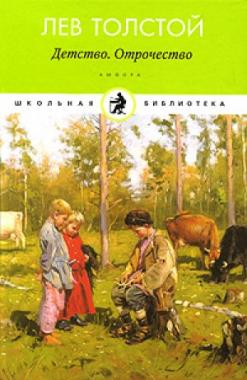 ЛЕВ ТОЛСТОЙ
Детство. Отрочество
АМФОРА
ШКОЛЬНАЯ БИБЛИОТЕКА